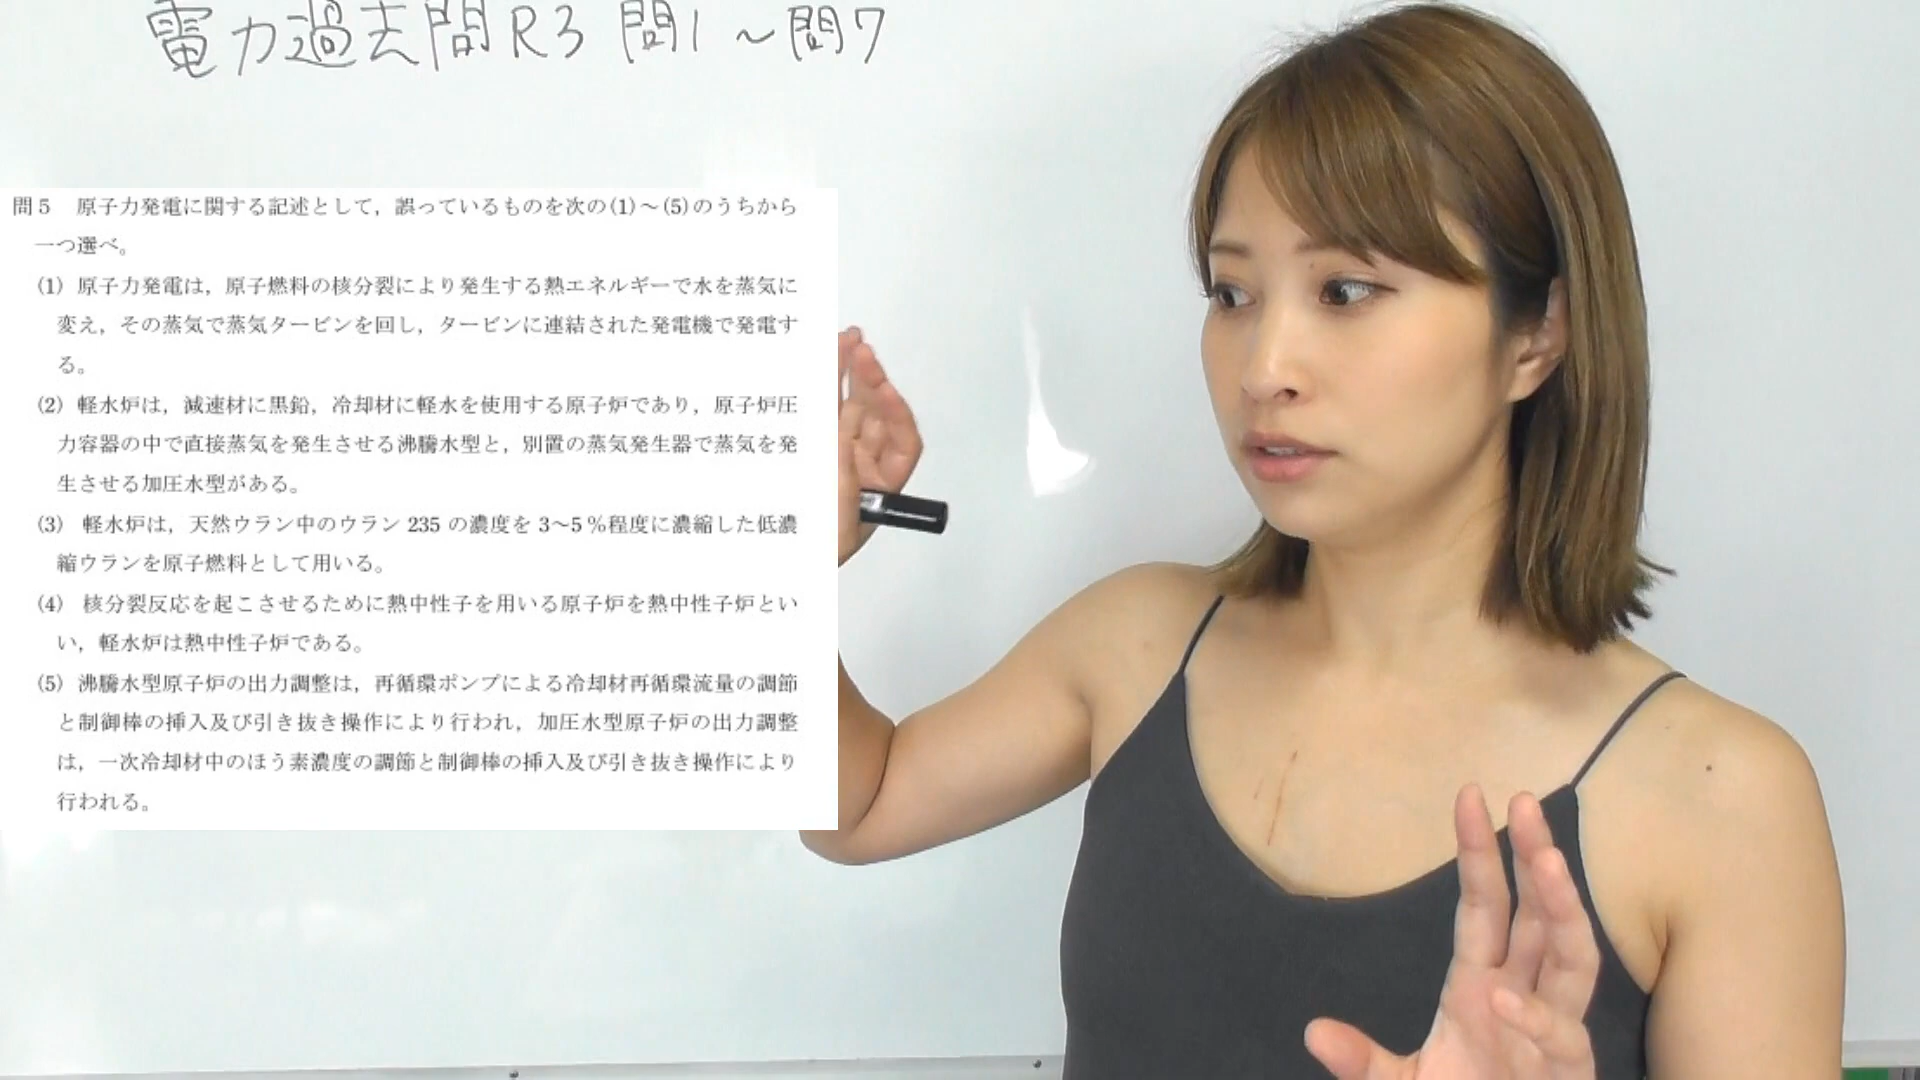 電力過去問R3 問1～問7
問5　原子力発電に関する記述として，誤っているものを次の(1)～(5)のうちから
一つ選べ。
(1) 原子力発電は，原子燃料の核分裂により発生する熱エネルギーで水を蒸気に
変え，その蒸気で蒸気タービンを回し，タービンに連結された発電機で発電す
る。
(2) 軽水炉は，減速材に黒鉛，冷却材に軽水を使用する原子炉であり，原子炉圧
力容器の中で直接蒸気を発生させる沸騰水型と，別置の蒸気発生器で蒸気を発
生させる加圧水型がある。
(3) 軽水炉は，天然ウラン中のウラン 235 の濃度を 3～5 %程度に濃縮した低濃
縮ウランを原子燃料として用いる。
(4) 核分裂反応を起こさせるために熱中性子を用いる原子炉を熱中性子炉とい
い，軽水炉は熱中性子炉である。
(5) 沸騰水型原子炉の出力調整は，再循環ポンプによる冷却材再循環流量の調節
と制御棒の挿入及び引き抜き操作により行われ，加圧水型原子炉の出力調整
は，一次冷却材中のほう素濃度の調節と制御棒の挿入及び引き抜き操作により
行われる。